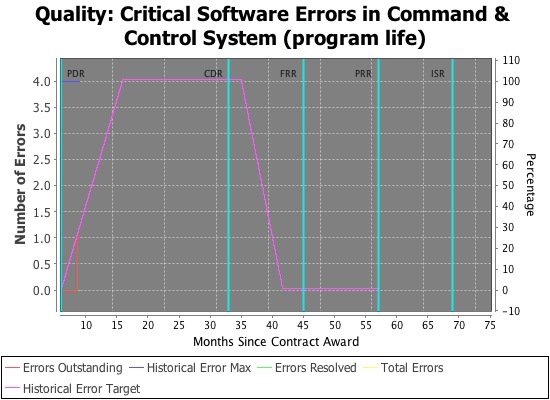 Quality: Critical Software Errors in Command &
Control System (program life)
PDR CDR FRR PRR ISR
Number of Errors
4.0
3.5
3.0
2.5
2.0
1.5
1.0
0.5
0.0
110
100
90
80
70
60
50
40
30
20
10
0
-10
Percentage
10 15 20 25 30 35 40 45 50 55 60 65 70 75
Months Since Contract Award
Errors Outstanding Historical Error Max Errors Resolved Total Errors
Historical Error Target